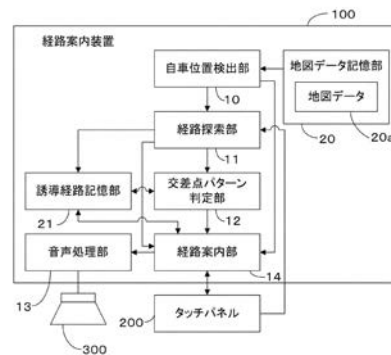 100
経路案内装置
自車位置検出部
10
地図データ記憶部
地図データ
20
20a
経路探索部
11
誘導経路記憶部
21
交差点パターン
判定部
12
音声処理部
13
経路案内部
14
300
200
タッチパネル